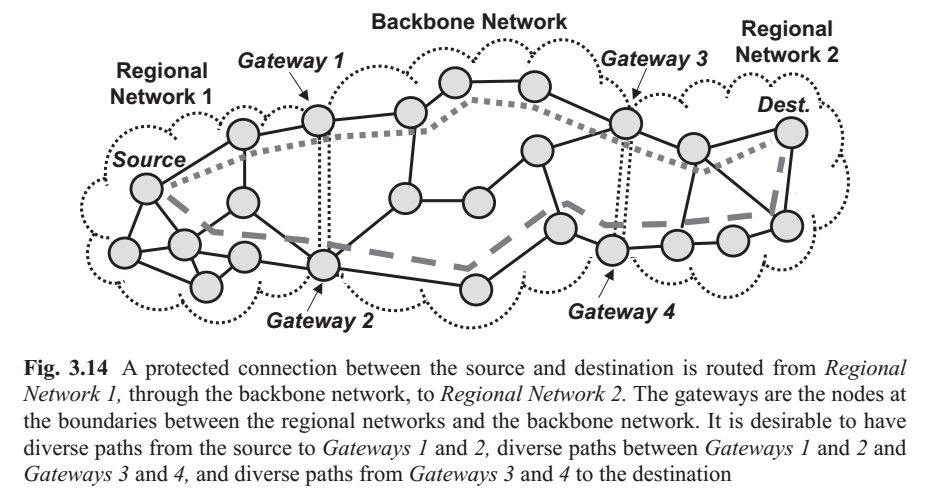 Backbone Network
Regional
Network 2
Gateway 1
Gateway 3
Regional
Network 1
Dest.
Source
Gateway 2
Gateway 4
Fig. 3.14 A protected connection between the source and destination is routed from Regional
Network 1, through the backbone network, to Regional Network 2. The gateways are the nodes at
the boundaries between the regional networks and the backbone network. It is desirable to have
diverse paths from the source to Gateways 1 and 2, diverse paths between Gateways 1 and 2 and
Gateways 3 and 4, and diverse paths from Gateways 3 and 4 to the destination